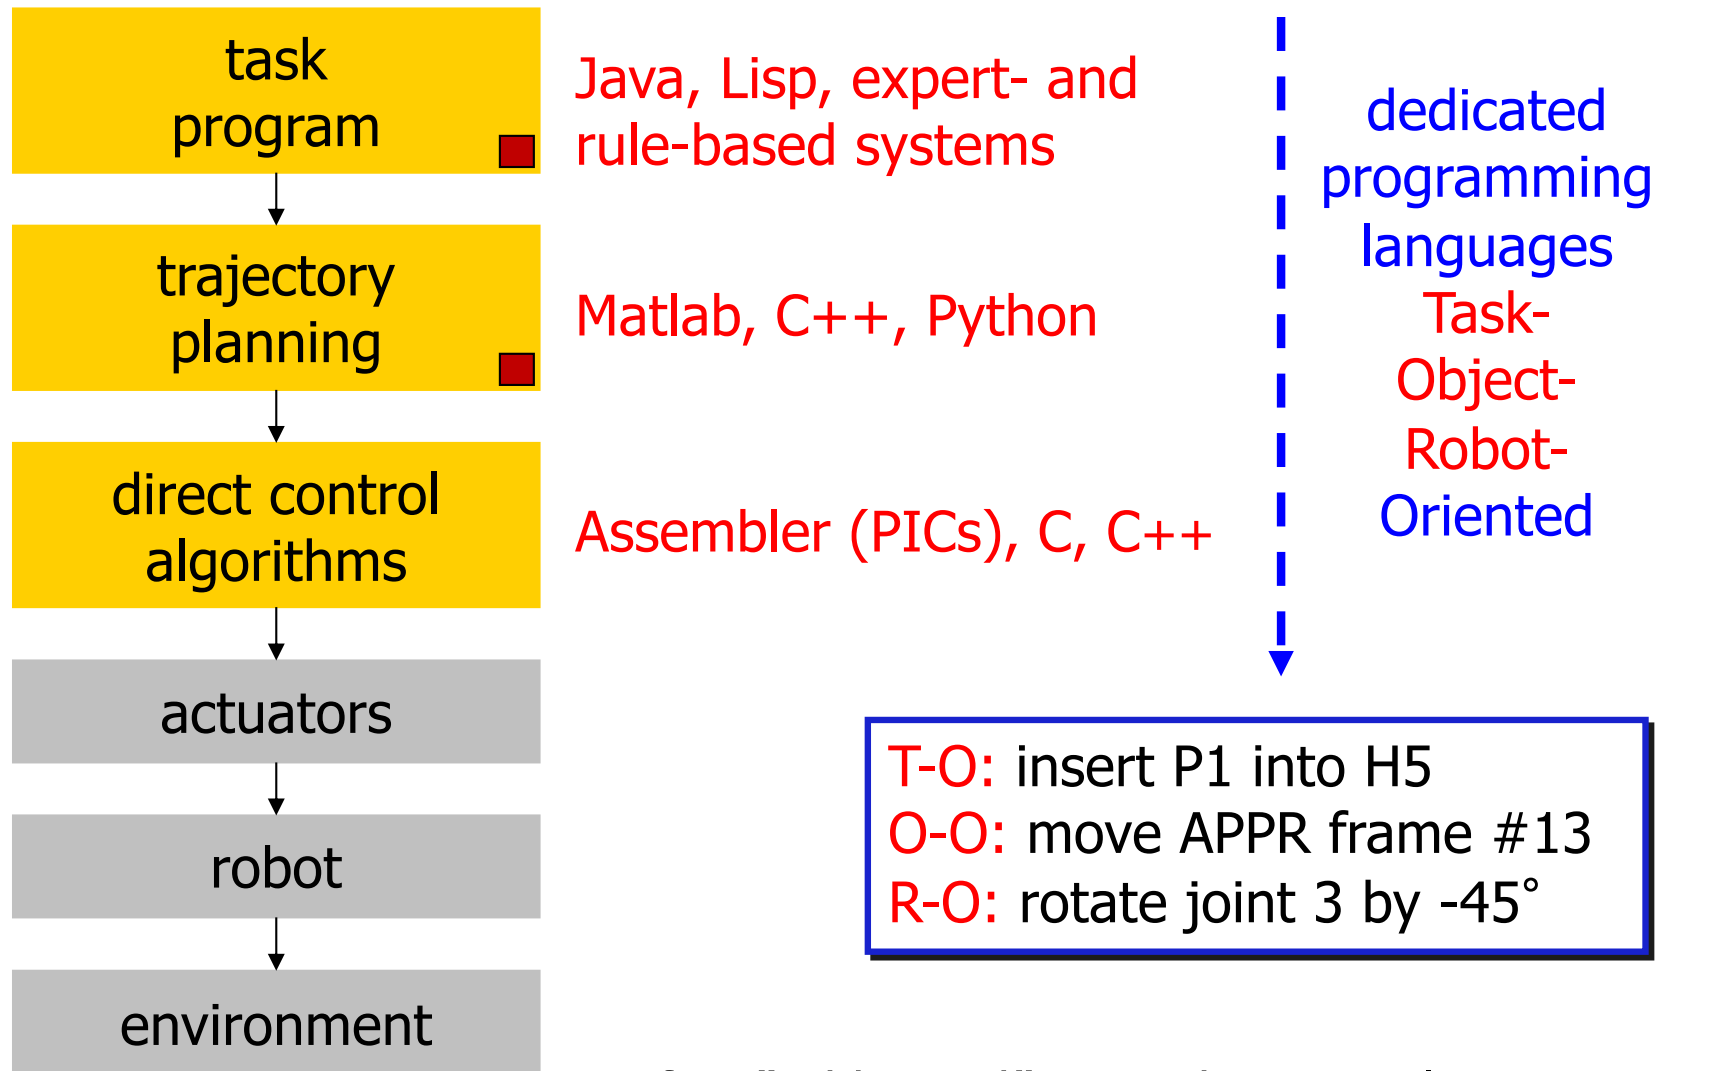 task
program
Java, Lisp, expert- and
rule-based systems
trajectory
planning
Matlab, C++, Python
direct control
algorithms
Assembler (PICs), C, C++
actuators
robot
environment
dedicated
programming
languages
Task-
Object-
Robot-
Oriented
T-O: insert P1 into H5
O-O: move APPR frame #13
R-O: rotate joint 3 by -45°